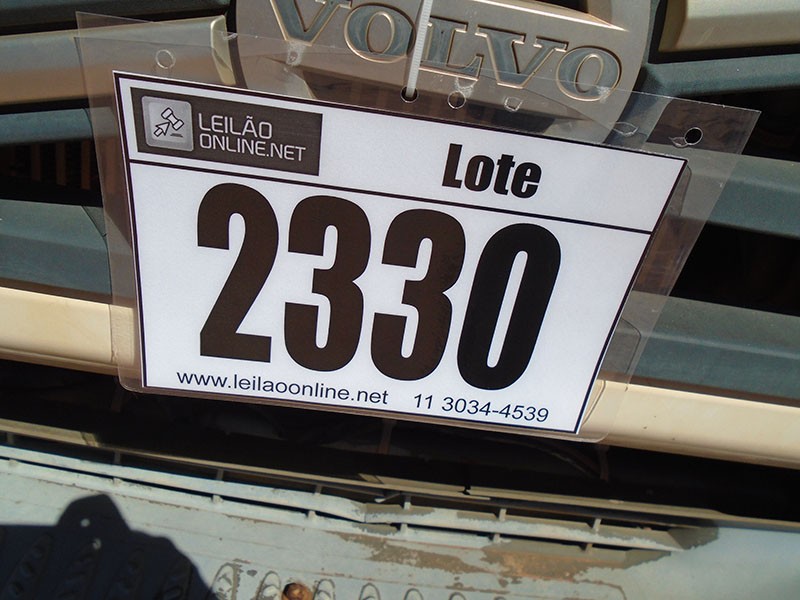 VOLVO
LEILÃO
ONLINE.NET
Lote
2330
www.leilaoonline.net 11 3034-4539